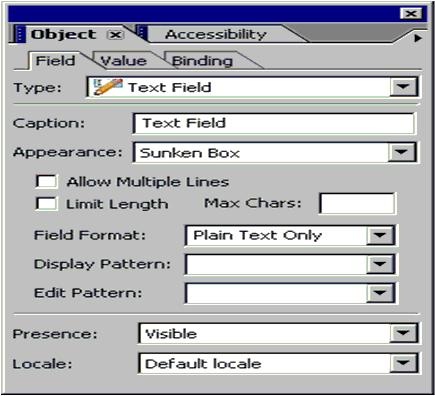 Object Accessibility
Field Value Binding
Type: Text Field
Caption: Text Field
Appearance: Sunken Box
Allow Multiple Lines
Limit Length Max Chars:
Field Format: Plain Text Only
Display Pattern:
Edit Pattern:
Presence: Visible
Locale: Default locale